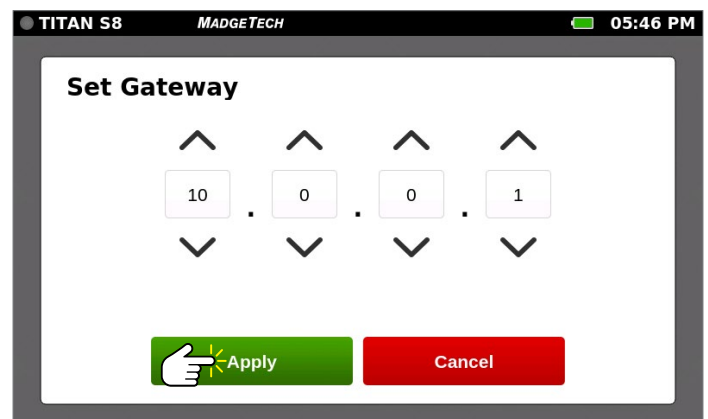 TITAN S8 MADGETECH 05:46 PM
Set Gateway
10 . 0 . 0 . 1
Apply Cancel